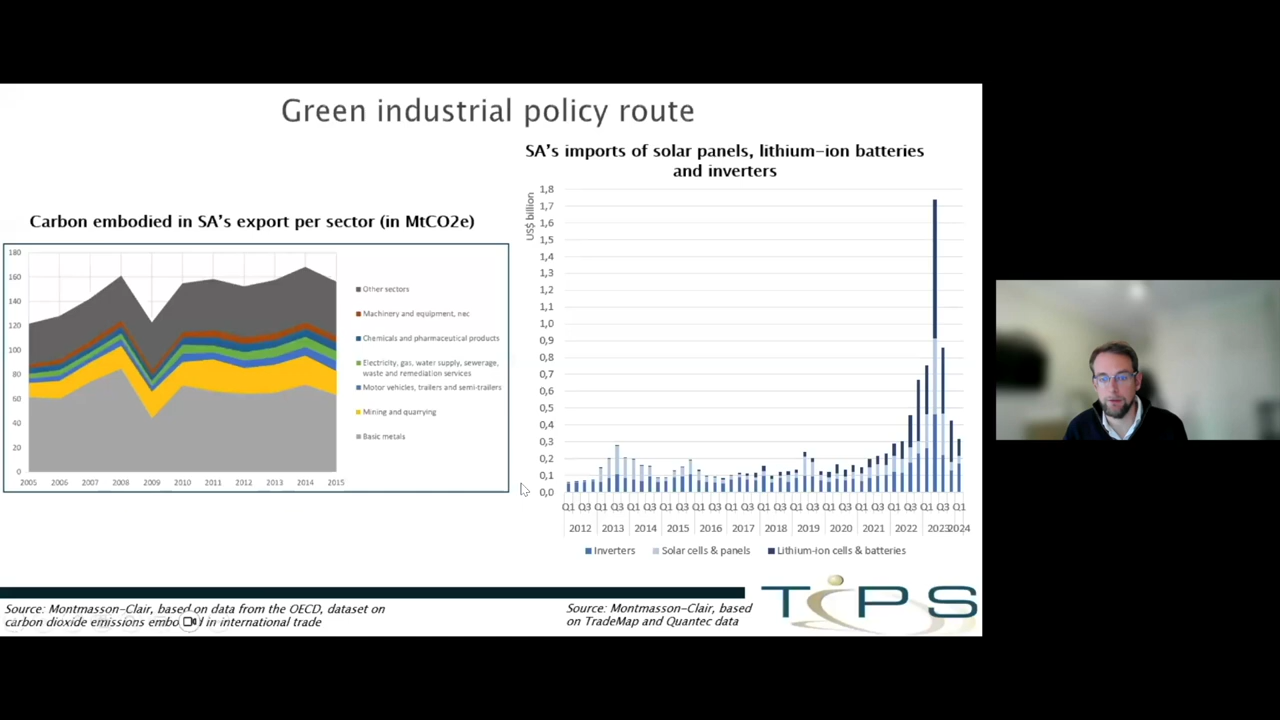 Green industrial policy route
Carbon embodied in SA's export per sector (in MtCO2e)
180
160
140
120
100
80
60
40
20
0
2005 2006 2007 2008 2009 2010 2011 2012 2013 2014 2015
Other sectors
Machinery and equipment, nec
Chemicals and pharmaceutical products
Electricity, gas, water supply, sewerage,
waste and remediation services
Motor vehicles, trailers and semi-trailers
Mining and quarrying
Basic metals
SA's imports of solar panels, lithium-ion batteries
and inverters
US$ billion
1,8
1,7
1,6
1,5
1,4
1,3
1,2
1,1
1,0
0,9
0,8
0,7
0,6
0,5
0,4
0,3
0,2
0,1
0,0
Q1 Q3 Q1 Q3 Q1 Q3 Q1 Q3 Q1 Q3 Q1 Q3 Q1 Q3 Q1 Q3 Q1 Q3 Q1 Q3 Q1 Q3 Q1 Q3 Q1
2012 2013 2014 2015 2016 2017 2018 2019 2020 2021 2022 2023 2024
Inverters Solar cells & panels Lithium-ion cells & batteries
Source: Montmasson-Clair, based on data from the OECD, dataset on
carbon dioxide emissions in international trade
Source: Montmasson-Clair, based
on TradeMap and Quantec data
TIPS